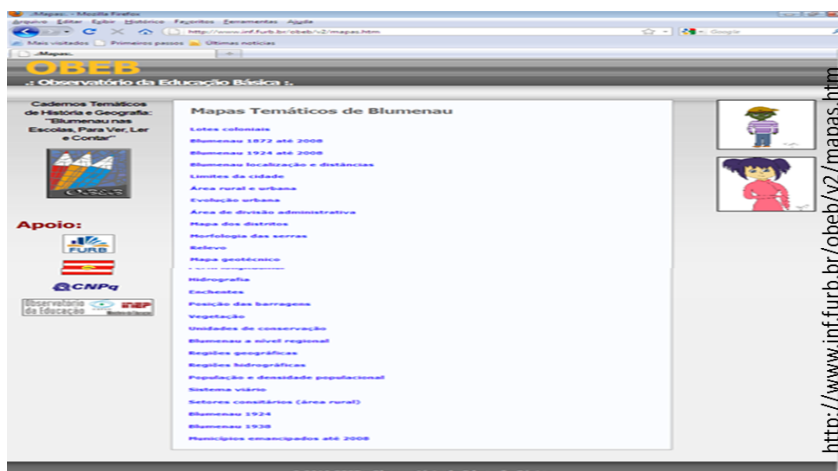 .:Mapas:. - Mozilla Firefox
Arquivo Editar Exibir Histórico Favoritos Ferramentas Ajuda
http://www.inf.furb.br/obeb/v2/mapas.htm
Google
Mais visitados Primeiros passos Últimas notícias
.:Mapas:.
OBEB
.: Observatório da Educação Básica :.
Cadernos Temáticos
de História e Geografia:
"Blumenau nas
Escolas, Para Ver, Ler
e Contar"
Apoio:
FURB
CNPq
Observatório
da Educação
INEP
Mapas Temáticos de Blumenau
Lotes coloniais
Blumenau 1872 até 2008
Blumenau 1924 até 2008
Blumenau localização e distâncias
Limites da cidade
Área rural e urbana
Evolução urbana
Área de divisão administrativa
Mapa dos distritos
Morfologia das serras
Relevo
Mapa geotécnico
Hidrografia
Enchentes
Posição das barragens
Vegetação
Unidades de conservação
Blumenau a nível regional
Regiões geográficas
Regiões hidrográficas
População e densidade populacional
Sistema viário
Setores censitários (área rural)
Blumenau 1924
Blumenau 1938
Municípios emancipados até 2008
http://www.inf.furb.br/obeb/v2/mapas.htm